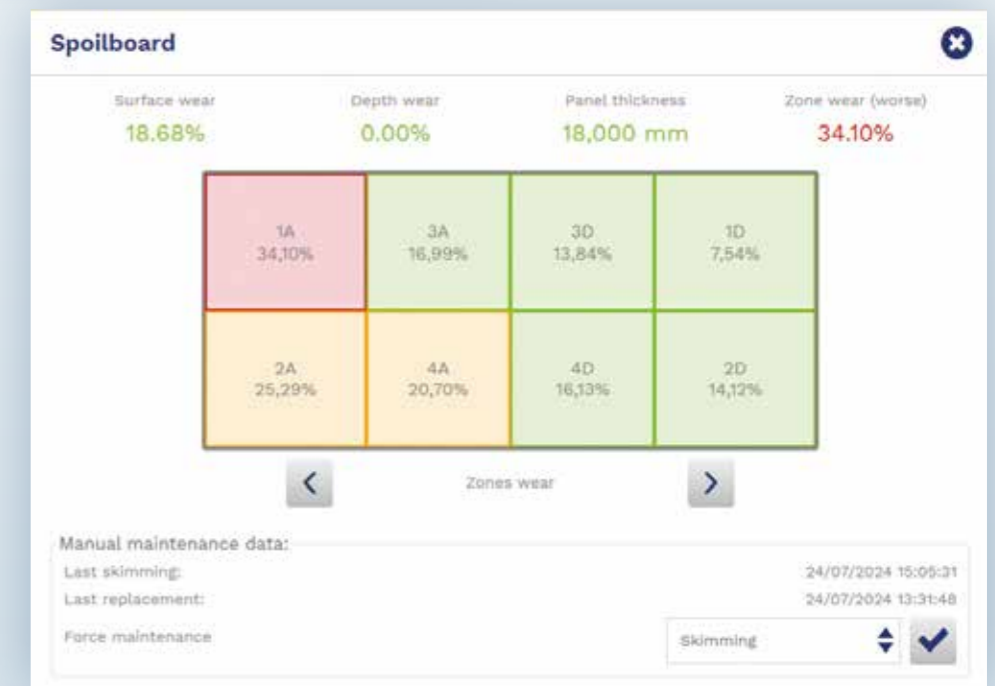 Spoilboard
Surface wear Depth wear Panel thickness Zone wear (worse)
18.68% 0.00% 18,000 mm 34.10%
1A 3A 3D 1D
34,10% 16,99% 13,84% 7,54%
2A 4A 4D 2D
25,29% 20,70% 16,13% 14,12%
Zones wear
Manual maintenance data:
Last skimming: 24/07/2024 15:05:31
Last replacement: 24/07/2024 13:31:48
Force maintenance Skimming